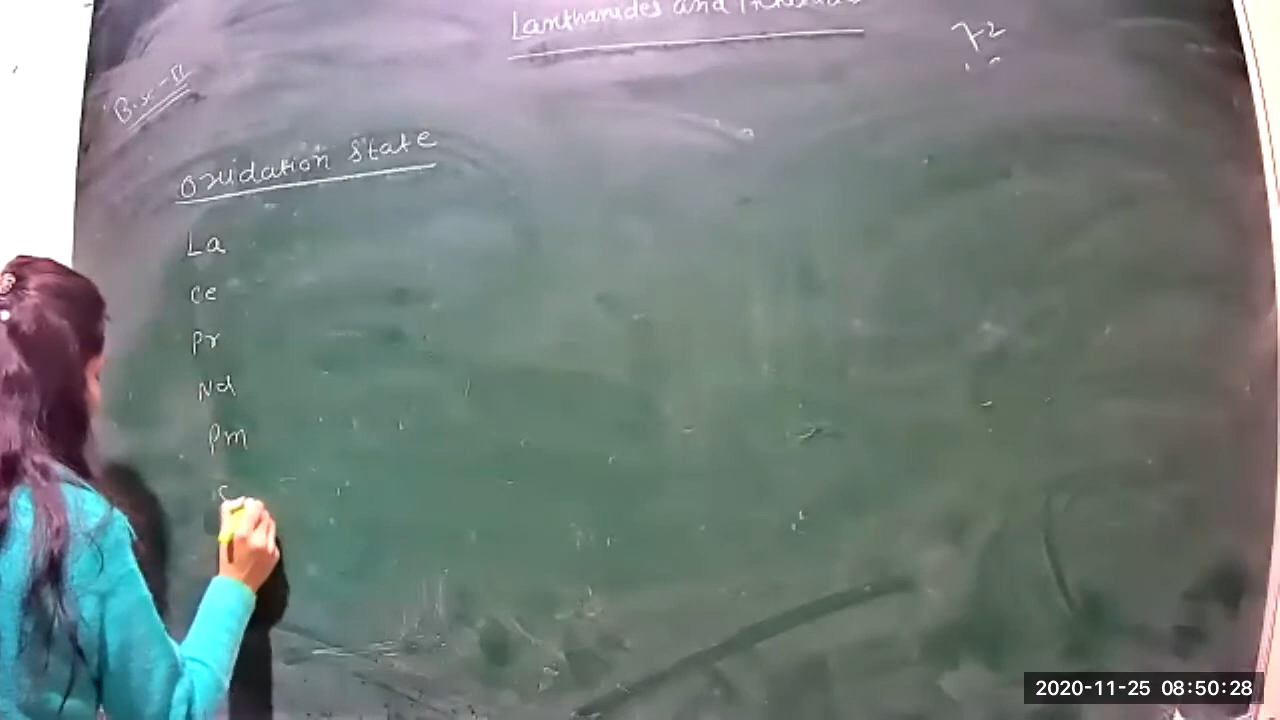 Lanthanides and
B.sc-II
Oxidation State
La
Ce
Pr
Nd
Pm
S
2020-11-25 08:50:28